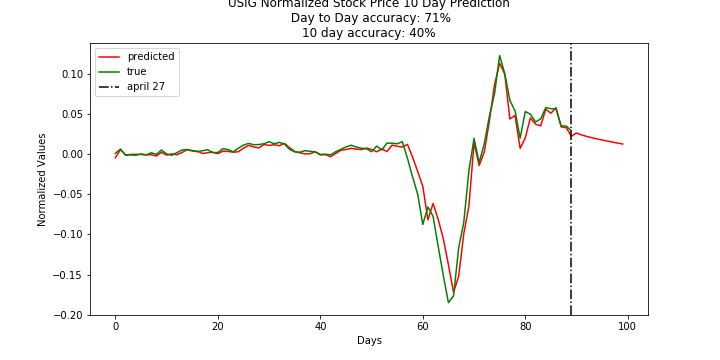 USIG Normalized Stock Price 10 Day Prediction
Day to Day accuracy: 71%
10 day accuracy: 40%
predicted
true
april 27
Normalized Values
0.10
0.05
0.00
−0.05
−0.10
−0.15
−0.20
0 20 40 60 80 100
Days